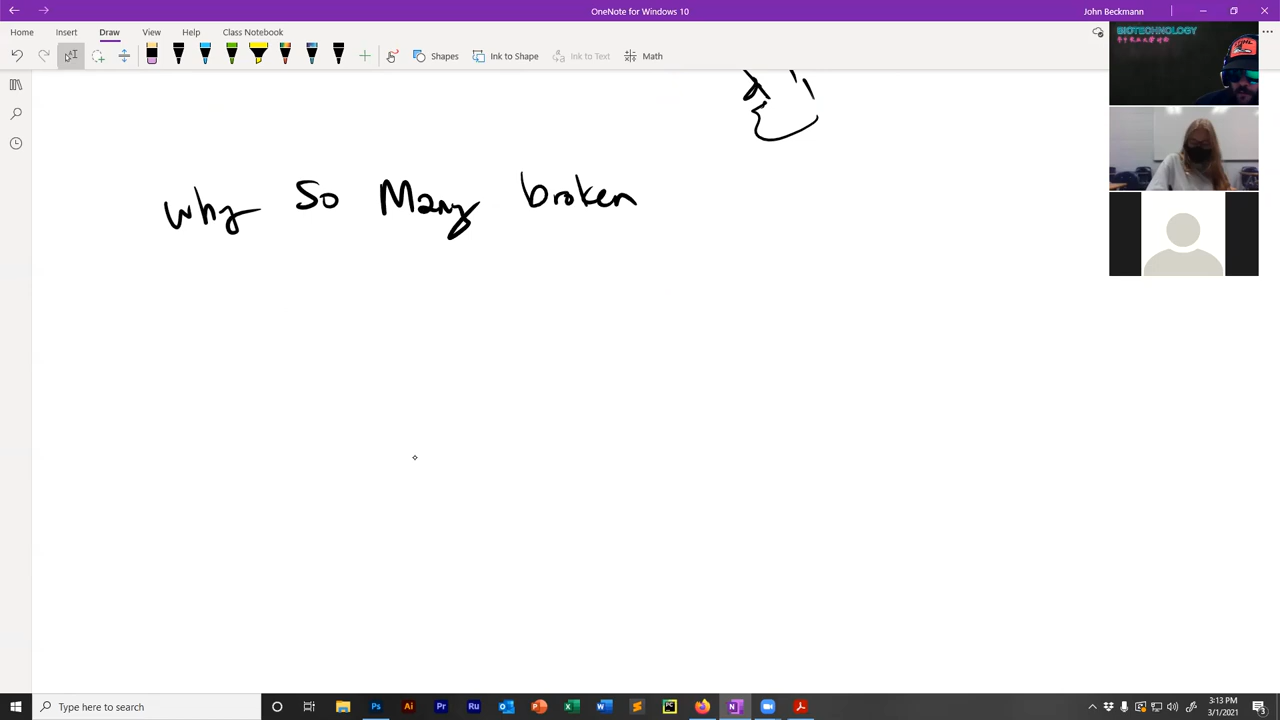 OneNote for Windows 10
John Beckmann
Home Insert Draw View Help Class Notebook
Shapes Ink to Shape Ink to Text Math
BIOTECHNOLOGY
why So Many broken
Type here to search
3:13 PM
3/1/2021